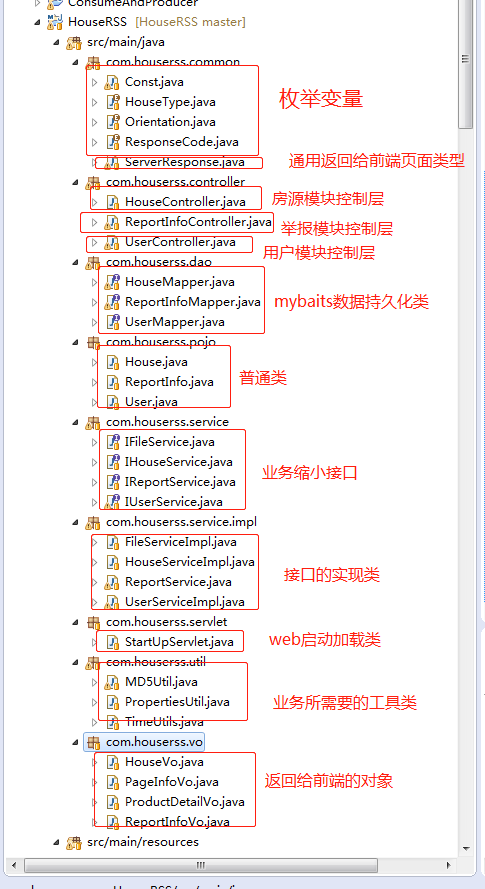 ConsumeAndProducer
HouseRSS [HouseRSS master]
src/main/java
com.houserss.common
Const.java
HouseType.java
枚举变量
Orientation.java
ResponseCode.java
ServerResponse.java 通用返回给前端页面类型
com.houserss.controller
HouseController.java 房源模块控制层
ReportInfoController.java 举报模块控制层
UserController.java 用户模块控制层
com.houserss.dao
HouseMapper.java
ReportInfoMapper.java mybaits数据持久化类
UserMapper.java
com.houserss.pojo
House.java
ReportInfo.java 普通类
User.java
com.houserss.service
IFileService.java
IHouseService.java 业务缩小接口
IReportService.java
IUserService.java
com.houserss.service.impl
FileServiceImpl.java
HouseServiceImpl.java 接口的实现类
ReportService.java
UserServiceImpl.java
com.houserss.servlet
StartUpServlet.java web启动加载类
com.houserss.util
MD5Util.java
PropertiesUtil.java 业务所需要的工具类
TimeUtils.java
com.houserss.vo
HouseVo.java
PageInfoVo.java 返回给前端的对象
ProductDetailVo.java
ReportInfoVo.java
src/main/resources